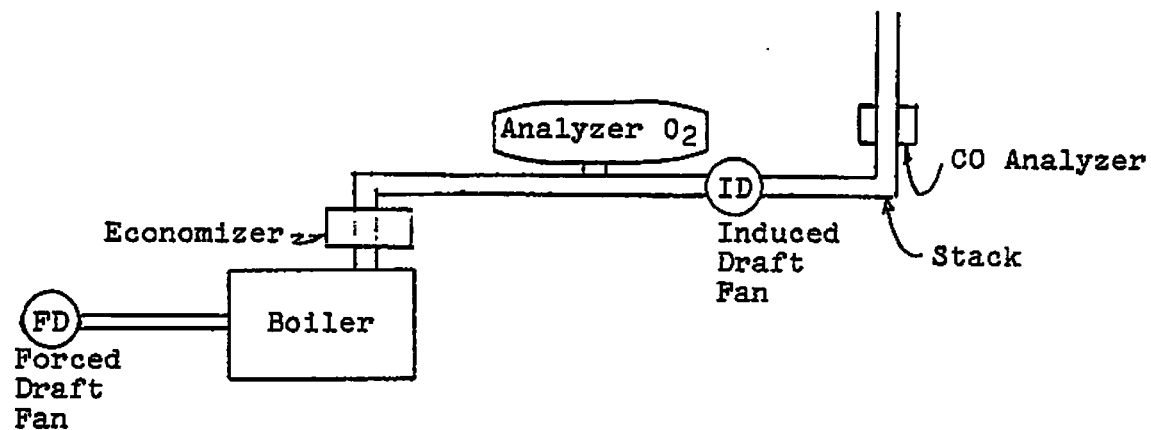 Analyzer O2
CO Analyzer
Economizer
ID
Induced
Draft
Fan
Stack
FD
Boiler
Forced
Draft
Fan